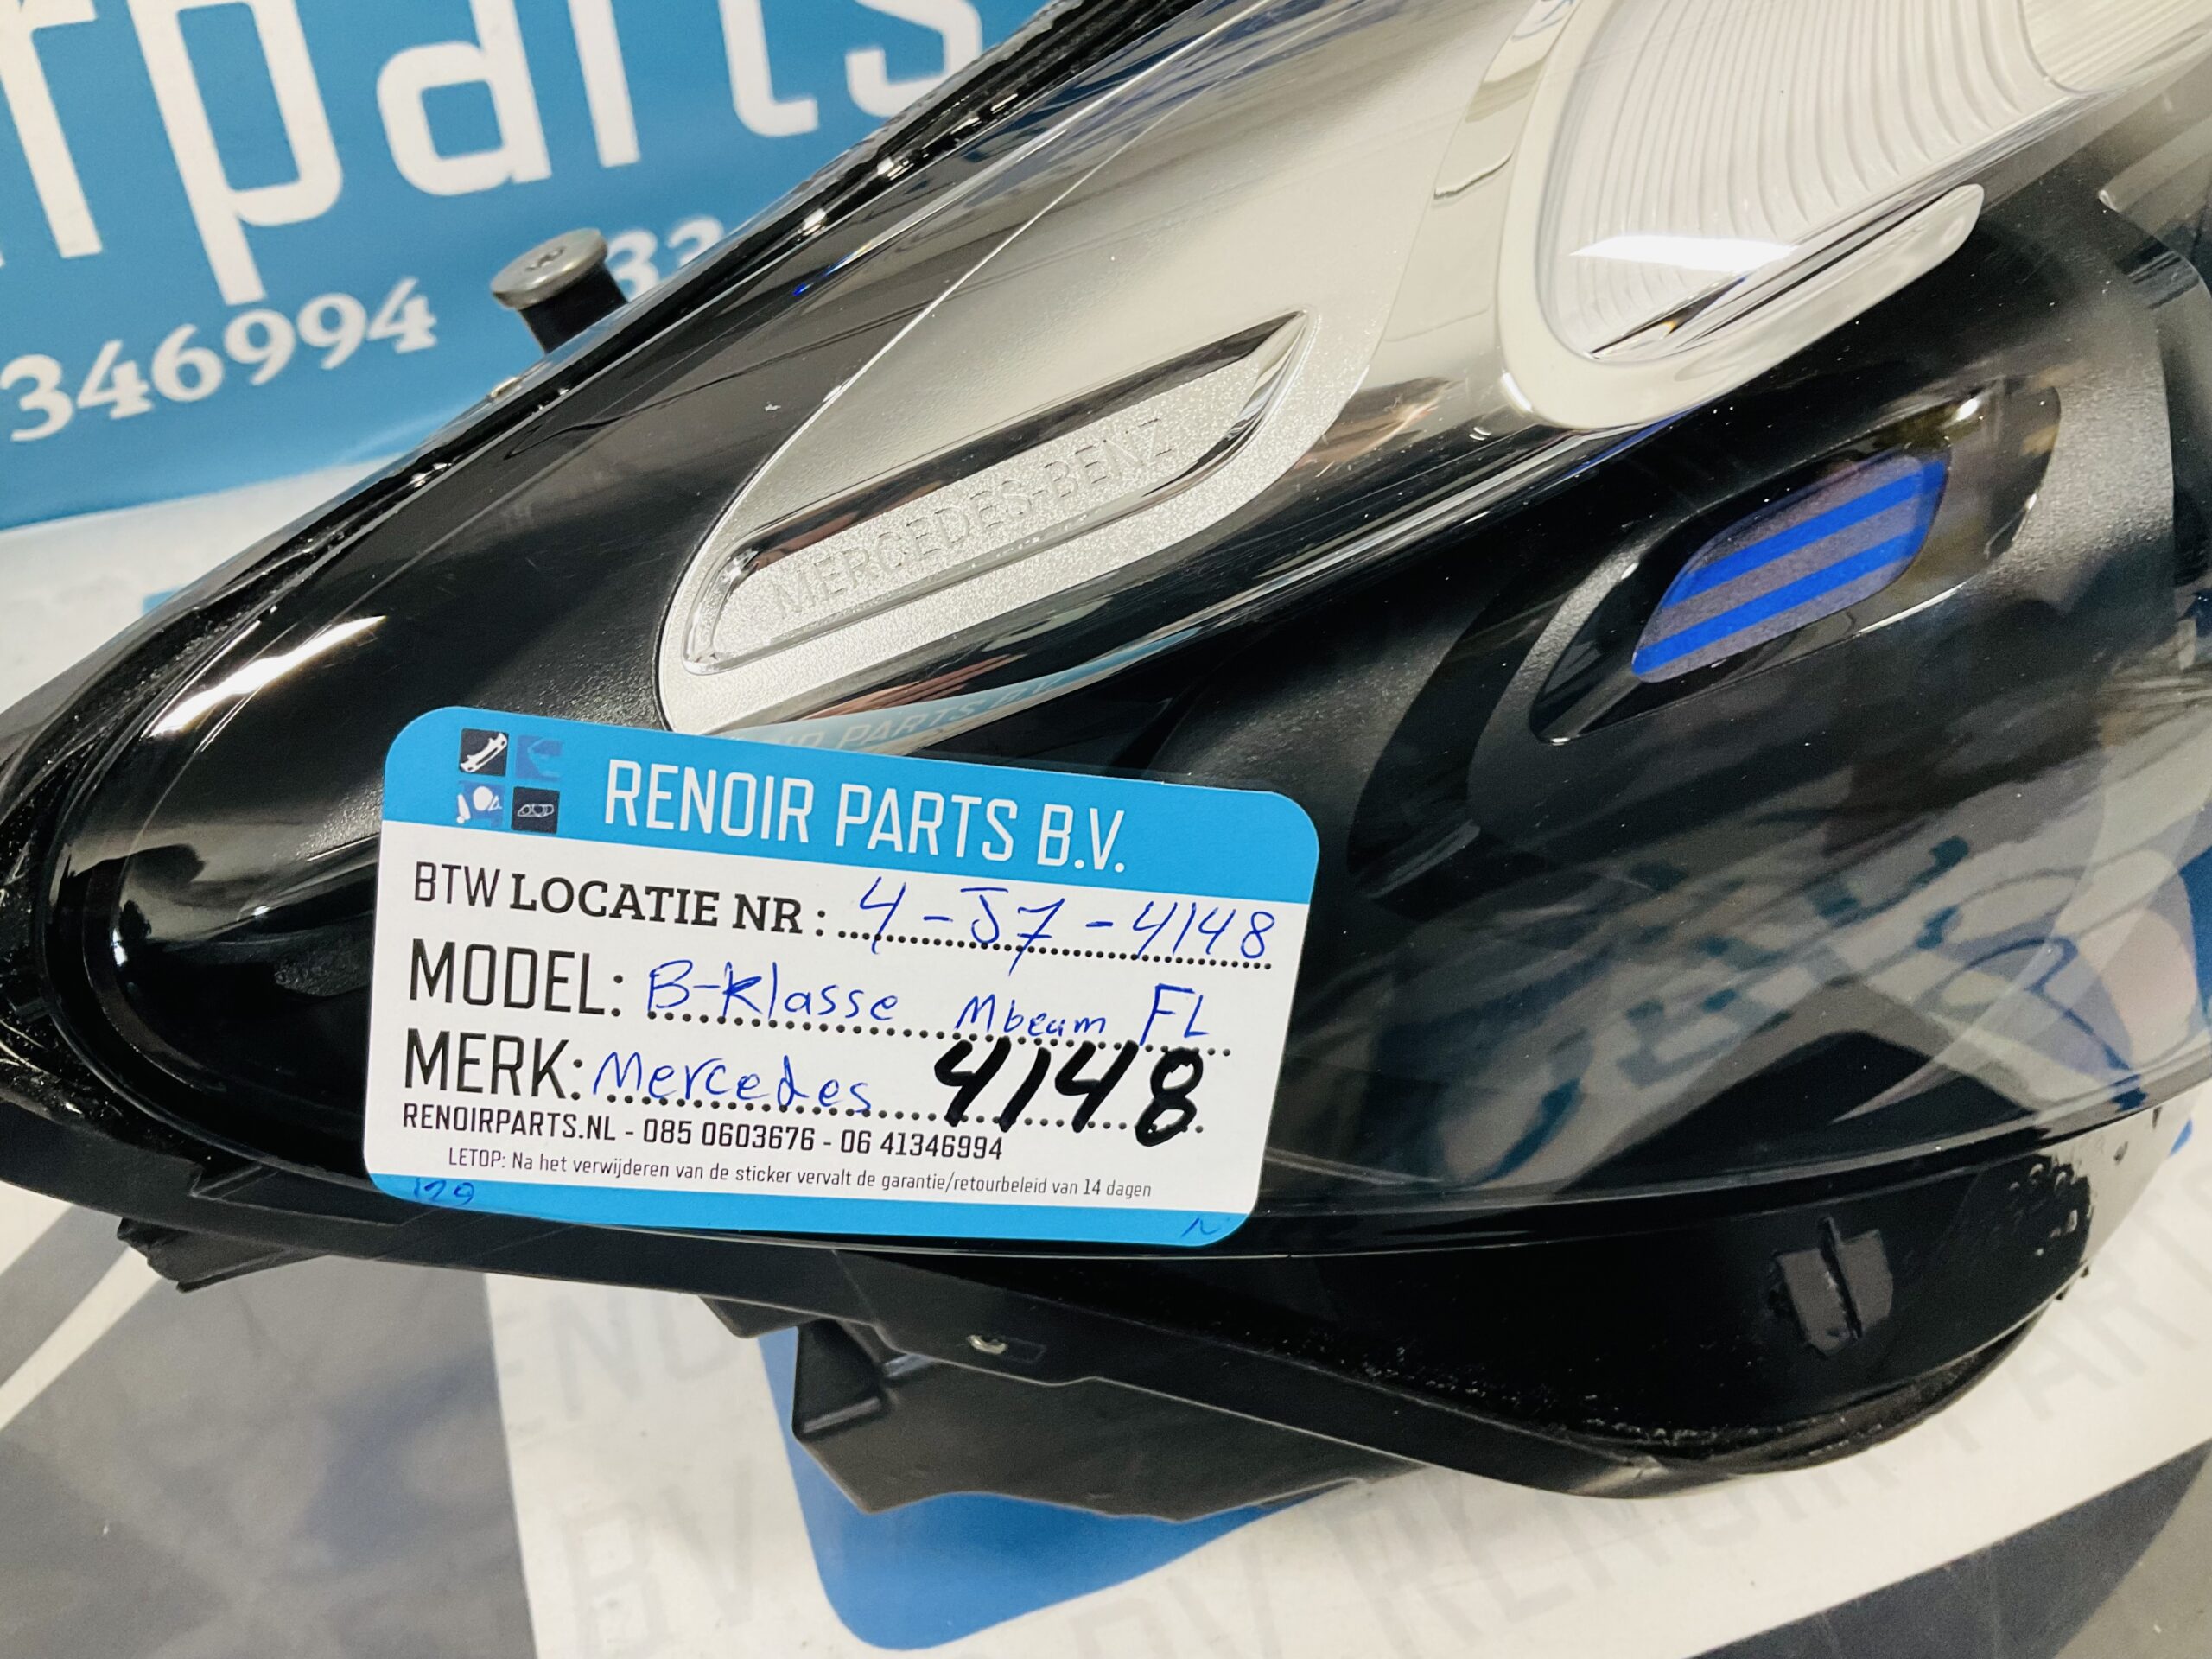 rparts
346994
33
MERCEDES-BENZ
RENOIR PARTS B.V.
BTW LOCATIE NR: 4-J7-4148
MODEL: B-Klasse Mbeam FL
MERK: Mercedes 4148
RENOIRPARTS.NL - 085 0603676 - 06 41346994
LETOP: Na het verwijderen van de sticker vervalt de garantie/retourbeleid van 14 dagen
129 N